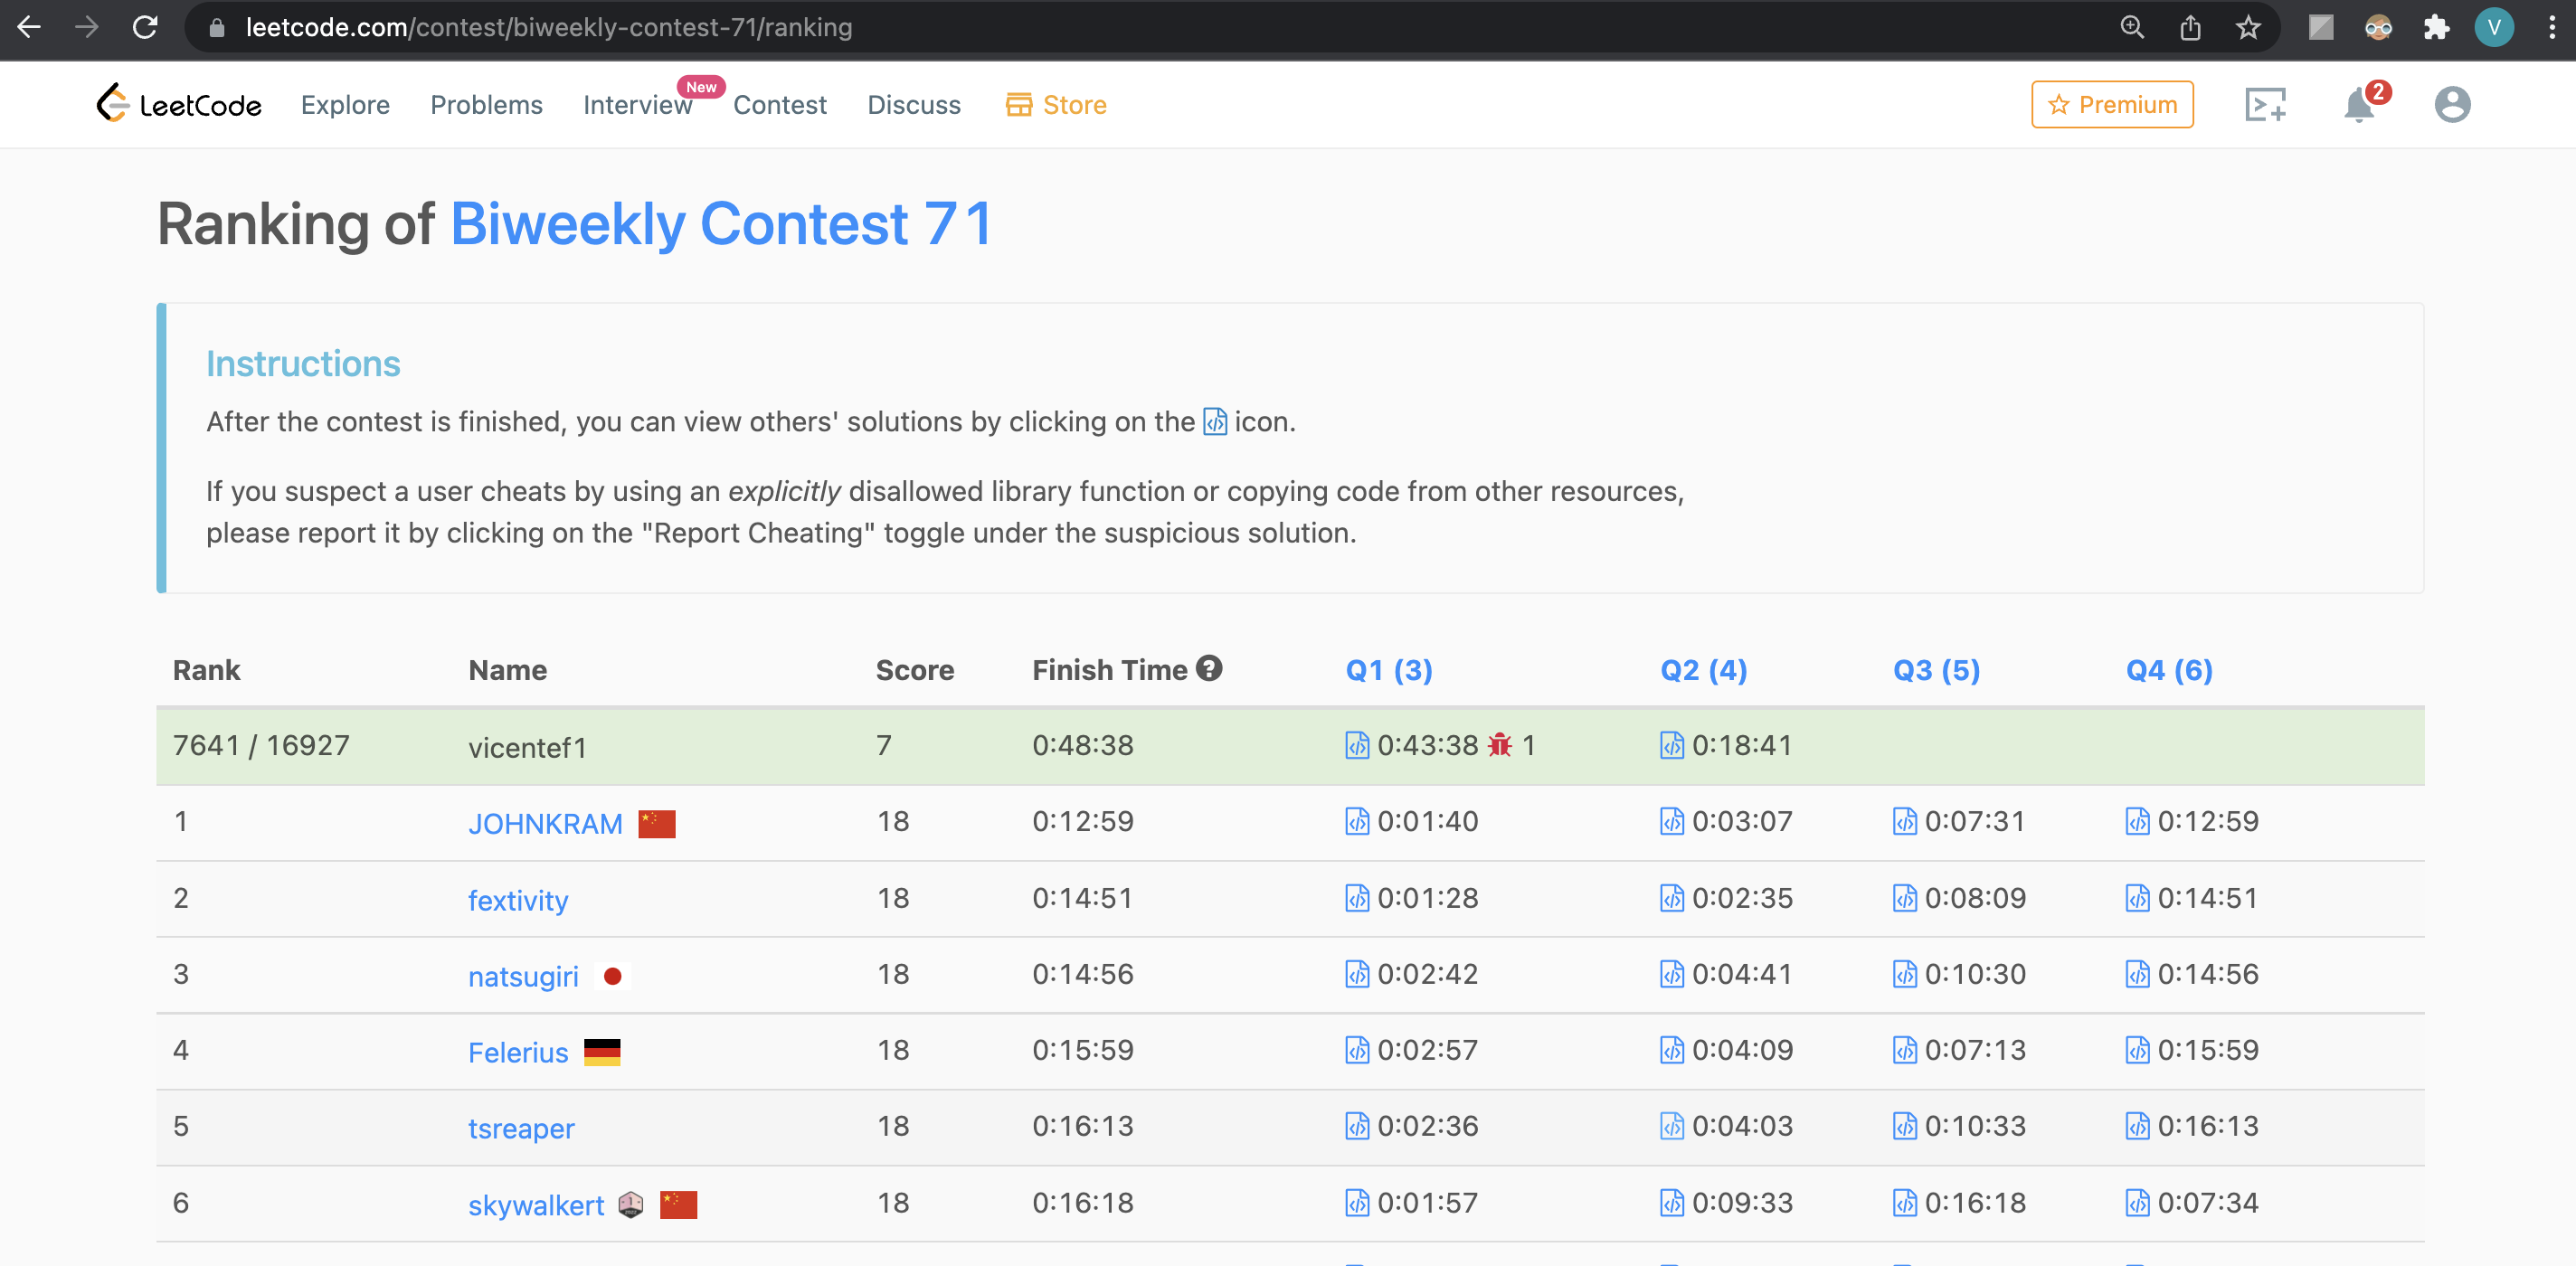 leetcode.com/contest/biweekly-contest-71/ranking
V
LeetCode Explore Problems Interview New Contest Discuss Store Premium 2
Ranking of Biweekly Contest 71
Instructions
After the contest is finished, you can view others' solutions by clicking on the icon.
If you suspect a user cheats by using an explicitly disallowed library function or copying code from other resources,
please report it by clicking on the "Report Cheating" toggle under the suspicious solution.
Rank Name Score Finish Time Q1 (3) Q2 (4) Q3 (5) Q4 (6)
7641 / 16927 vicentef1 7 0:48:38 0:43:38 1 0:18:41
1 JOHNKRAM 18 0:12:59 0:01:40 0:03:07 0:07:31 0:12:59
2 fextivity 18 0:14:51 0:01:28 0:02:35 0:08:09 0:14:51
3 natsugiri 18 0:14:56 0:02:42 0:04:41 0:10:30 0:14:56
4 Felerius 18 0:15:59 0:02:57 0:04:09 0:07:13 0:15:59
5 tsreaper 18 0:16:13 0:02:36 0:04:03 0:10:33 0:16:13
6 skywalkert 18 0:16:18 0:01:57 0:09:33 0:16:18 0:07:34